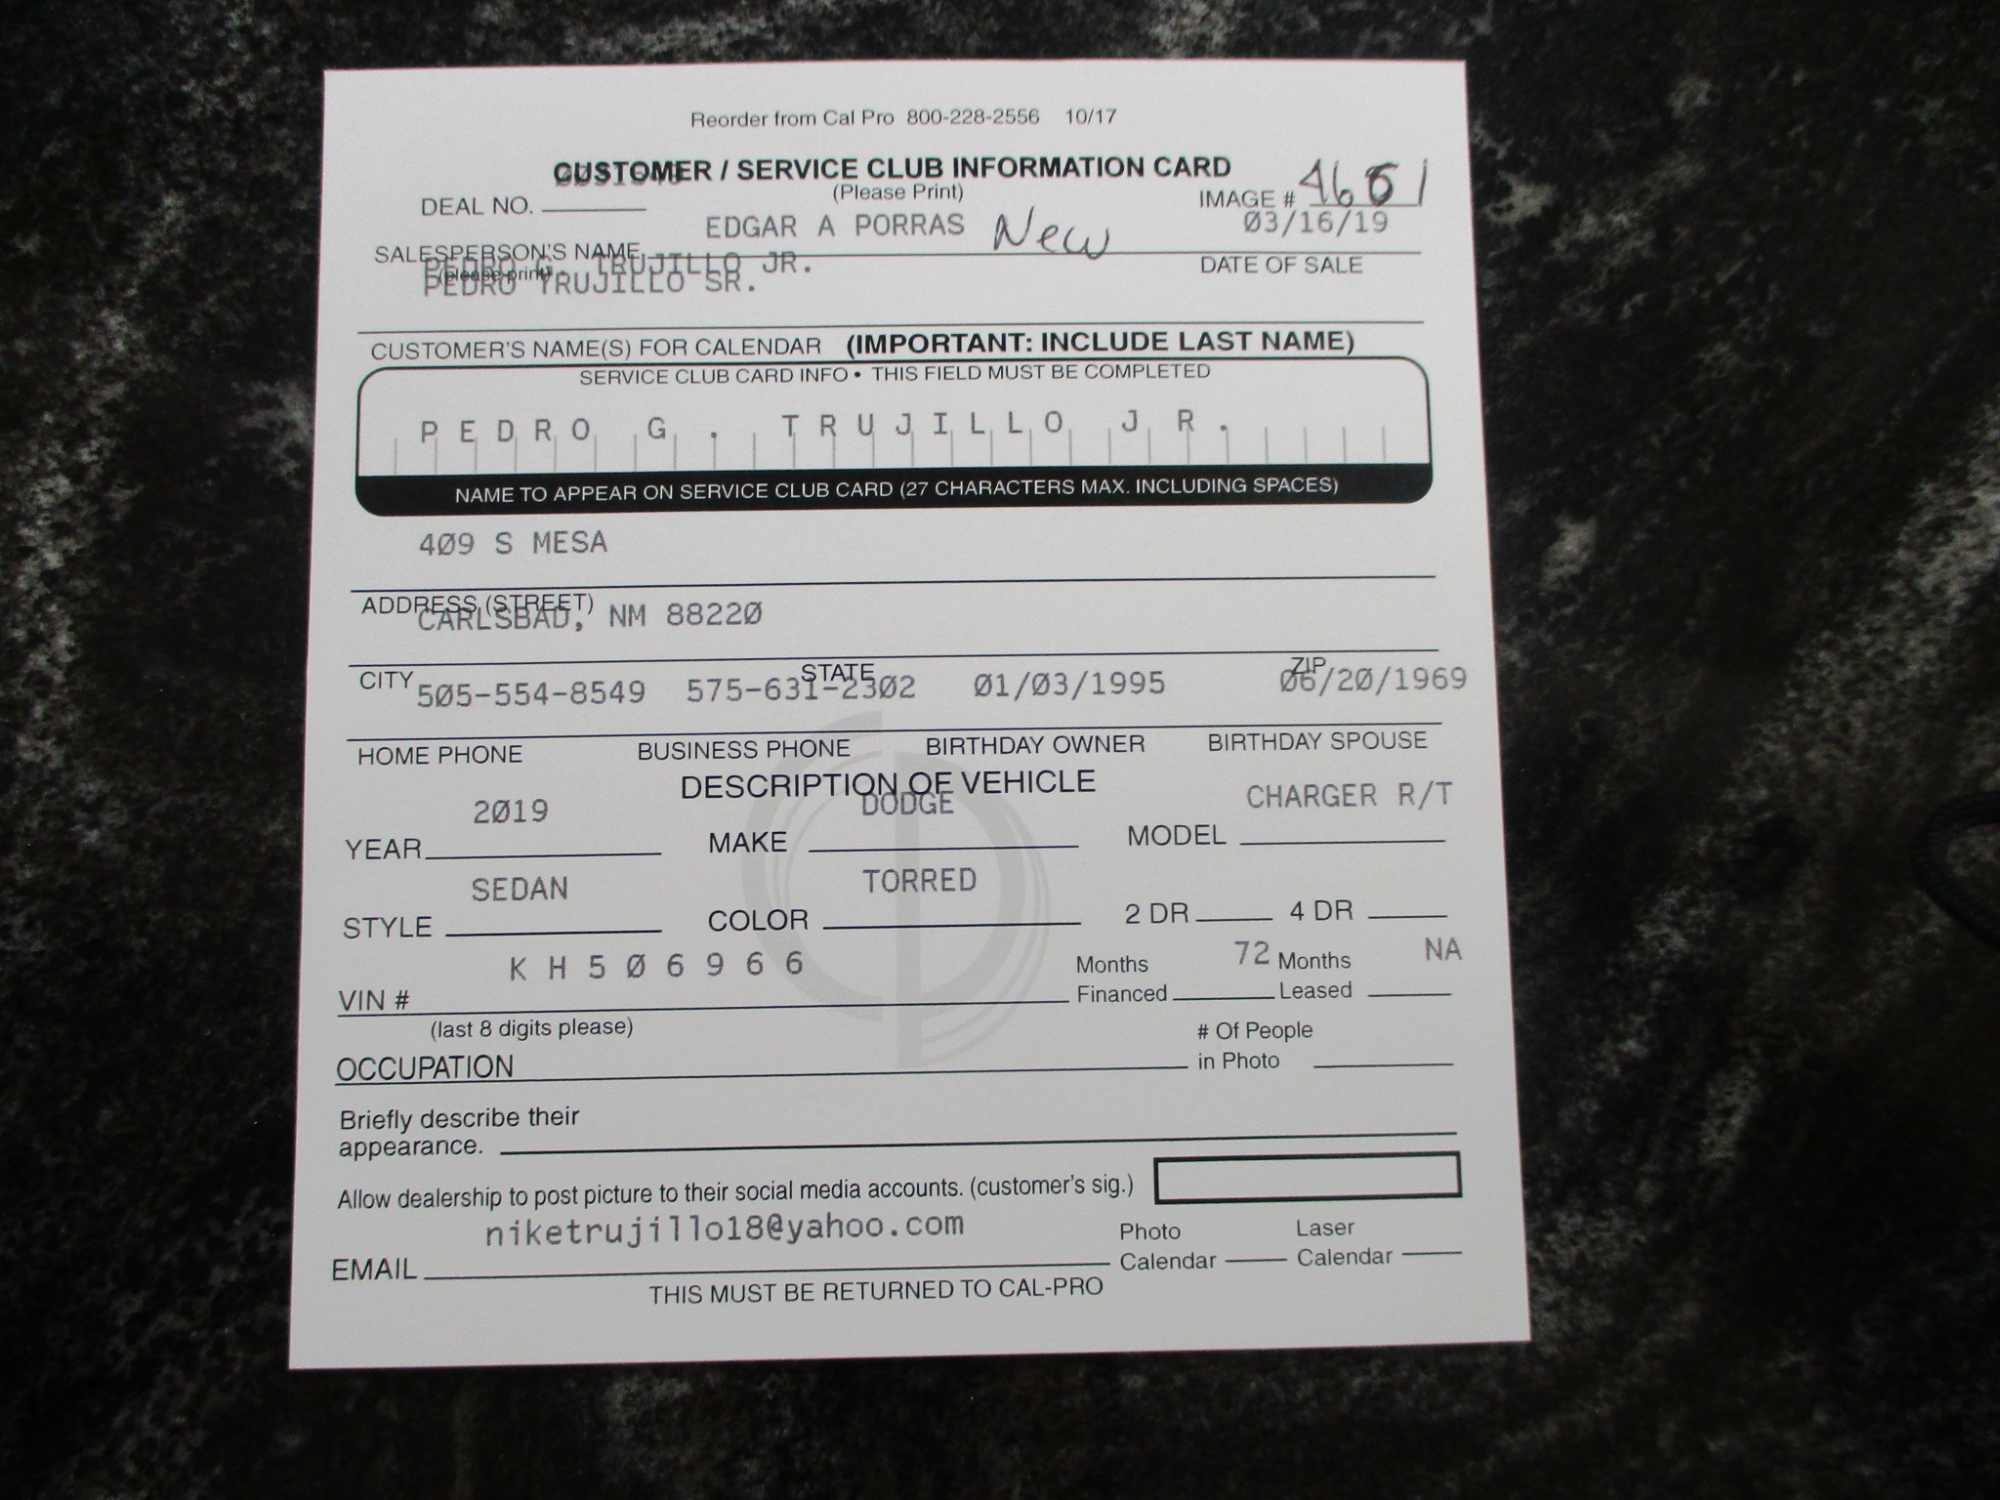 Reorder from Cal Pro 800-228-2556 10/17
CUSTOMER / SERVICE CLUB INFORMATION CARD
(Please Print)
DEAL NO.
IMAGE #
EDGAR A PORRAS New
03/16/19
SALESPERSON'S NAME
(please print)
DATE OF SALE
PEDRO G. TRUJILLO JR.
PEDRO TRUJILLO SR.
CUSTOMER'S NAME(S) FOR CALENDAR (IMPORTANT: INCLUDE LAST NAME)
SERVICE CLUB CARD INFO • THIS FIELD MUST BE COMPLETED
PEDRO G. TRUJILLO JR.
NAME TO APPEAR ON SERVICE CLUB CARD (27 CHARACTERS MAX. INCLUDING SPACES)
409 S MESA
ADDRESS (STREET)
CARLSBAD, NM 88220
CITY STATE ZIP
505-554-8549 575-631-2302 01/03/1995 06/20/1969
HOME PHONE BUSINESS PHONE BIRTHDAY OWNER BIRTHDAY SPOUSE
DESCRIPTION OF VEHICLE
2019 DODGE CHARGER R/T
YEAR MAKE MODEL
SEDAN TORRED
STYLE COLOR 2 DR 4 DR
KH506966 72 NA
VIN # Months Financed Months Leased
(last 8 digits please)
OCCUPATION # Of People in Photo
Briefly describe their
appearance.
Allow dealership to post picture to their social media accounts. (customer's sig.)
niketrujillo18@yahoo.com
EMAIL Photo Calendar Laser Calendar
THIS MUST BE RETURNED TO CAL-PRO